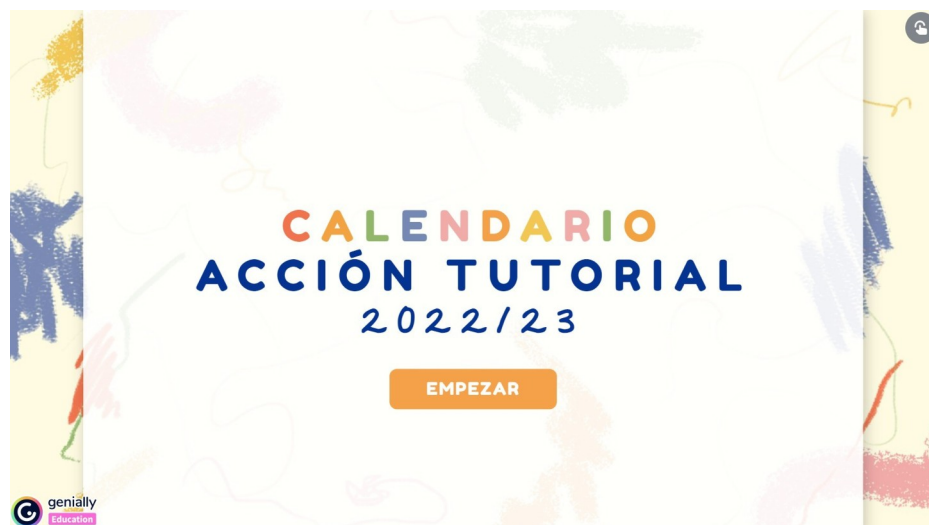 CALENDARIO
ACCIÓN TUTORIAL
2022/23
EMPEZAR
genially
Education